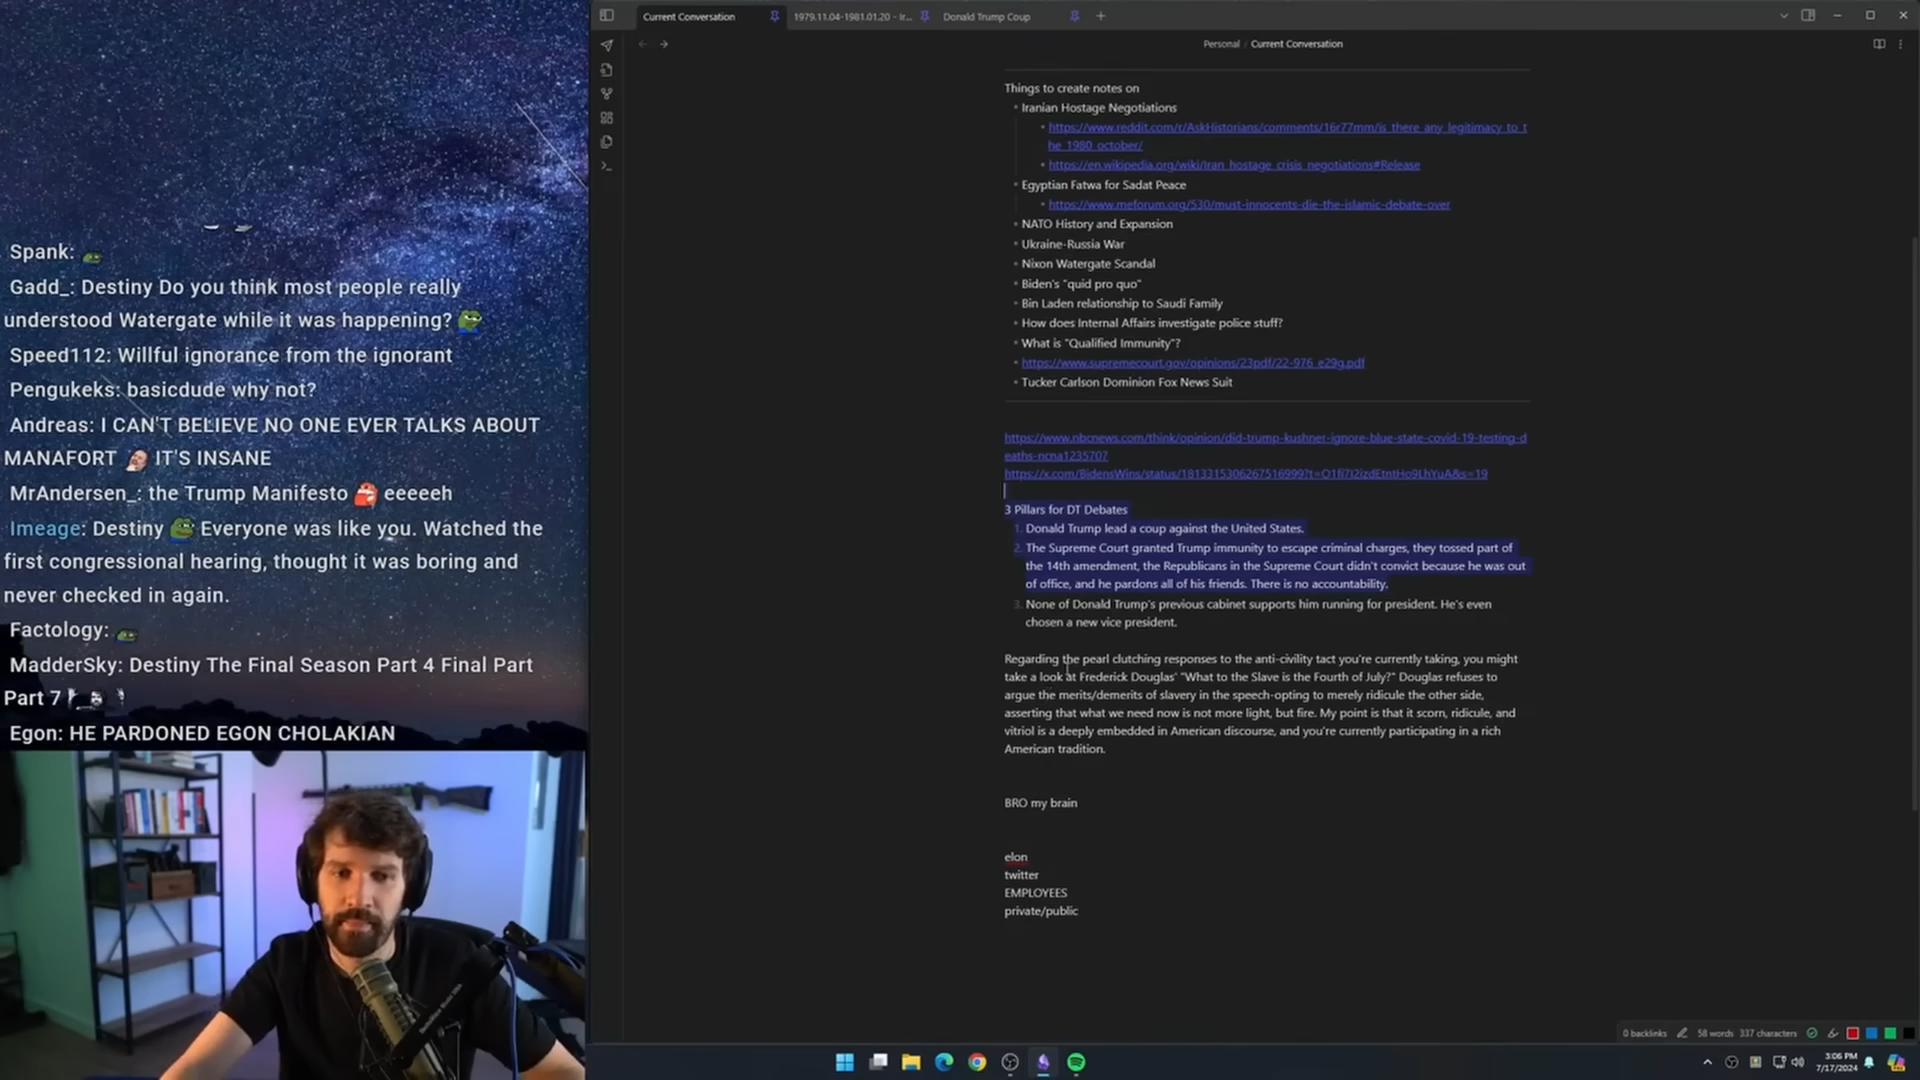 Current Conversation
1979.11.04-1981.01.20 - Ir...
Donald Trump Coup
Personal / Current Conversation
Things to create notes on
Iranian Hostage Negotiations
https://www.reddit.com/r/AskHistorians/comments/16r77mm/is_there_any_legitimacy_to_t
he_1980_october/
https://en.wikipedia.org/wiki/Iran_hostage_crisis_negotiations#Release
Egyptian Fatwa for Sadat Peace
https://www.meforum.org/530/must-innocents-die-the-islamic-debate-over
NATO History and Expansion
Ukraine-Russia War
Nixon Watergate Scandal
Biden's "quid pro quo"
Bin Laden relationship to Saudi Family
How does Internal Affairs investigate police stuff?
What is "Qualified Immunity"?
https://www.supremecourt.gov/opinions/23pdf/22-976_e29g.pdf
Tucker Carlson Dominion Fox News Suit
https://www.nbcnews.com/think/opinion/did-trump-kushner-ignore-blue-state-covid-19-testing-d
eaths-ncna1235707
3 Pillars for DT Debates
1. Donald Trump lead a coup against the United States.
2. The Supreme Court granted Trump immunity to escape criminal charges, they tossed part of
the 14th amendment, the Republicans in the Supreme Court didn't convict because he was out
of office, and he pardons all of his friends. There is no accountability.
3. None of Donald Trump's previous cabinet supports him running for president. He's even
chosen a new vice president.
Regarding the pearl clutching responses to the anti-civility tact you're currently taking, you might
take a look at Frederick Douglas' "What to the Slave is the Fourth of July?" Douglas refuses to
argue the merits/demerits of slavery in the speech-opting to merely ridicule the other side,
asserting that what we need now is not more light, but fire. My point is that it scorn, ridicule, and
vitriol is a deeply embedded in American discourse, and you're currently participating in a rich
American tradition.
BRO my brain
elon
twitter
EMPLOYEES
private/public
0 backlinks
58 words 337 characters
3:06 PM
7/17/2024
Spank:
Gadd_: Destiny Do you think most people really
understood Watergate while it was happening?
Speed112: Willful ignorance from the ignorant
Pengukeks: basicdude why not?
Andreas: I CAN'T BELIEVE NO ONE EVER TALKS ABOUT
MANAFORT IT'S INSANE
MrAndersen_: the Trump Manifesto eeeeeh
Imeage: Destiny Everyone was like you. Watched the
first congressional hearing, thought it was boring and
never checked in again.
Factology:
MadderSky: Destiny The Final Season Part 4 Final Part
Part 7
Egon: HE PARDONED EGON CHOLAKIAN